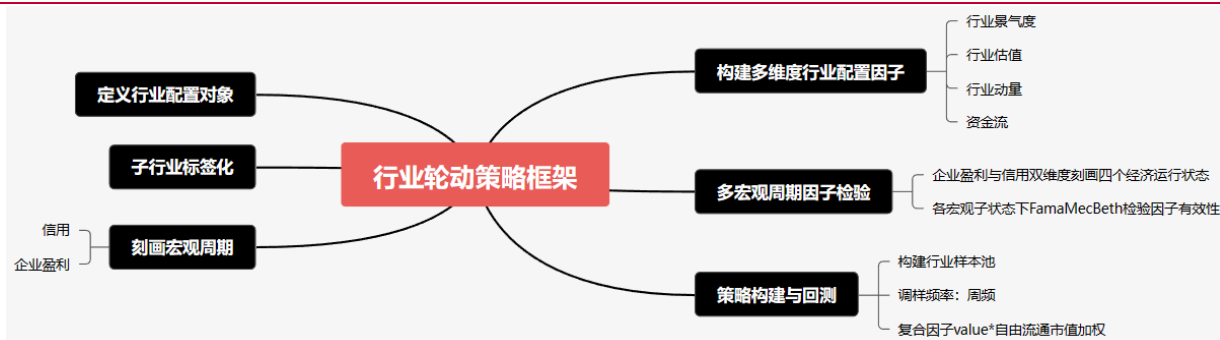 行业轮动策略框架
定义行业配置对象
子行业标签化
刻画宏观周期
信用
企业盈利
构建多维度行业配置因子
行业景气度
行业估值
行业动量
资金流
多宏观周期因子检验
企业盈利与信用双维度刻画四个经济运行状态
各宏观子状态下FamaMecBeth检验因子有效性
策略构建与回测
构建行业样本池
调样频率：周频
复合因子value*自由流通市值加权